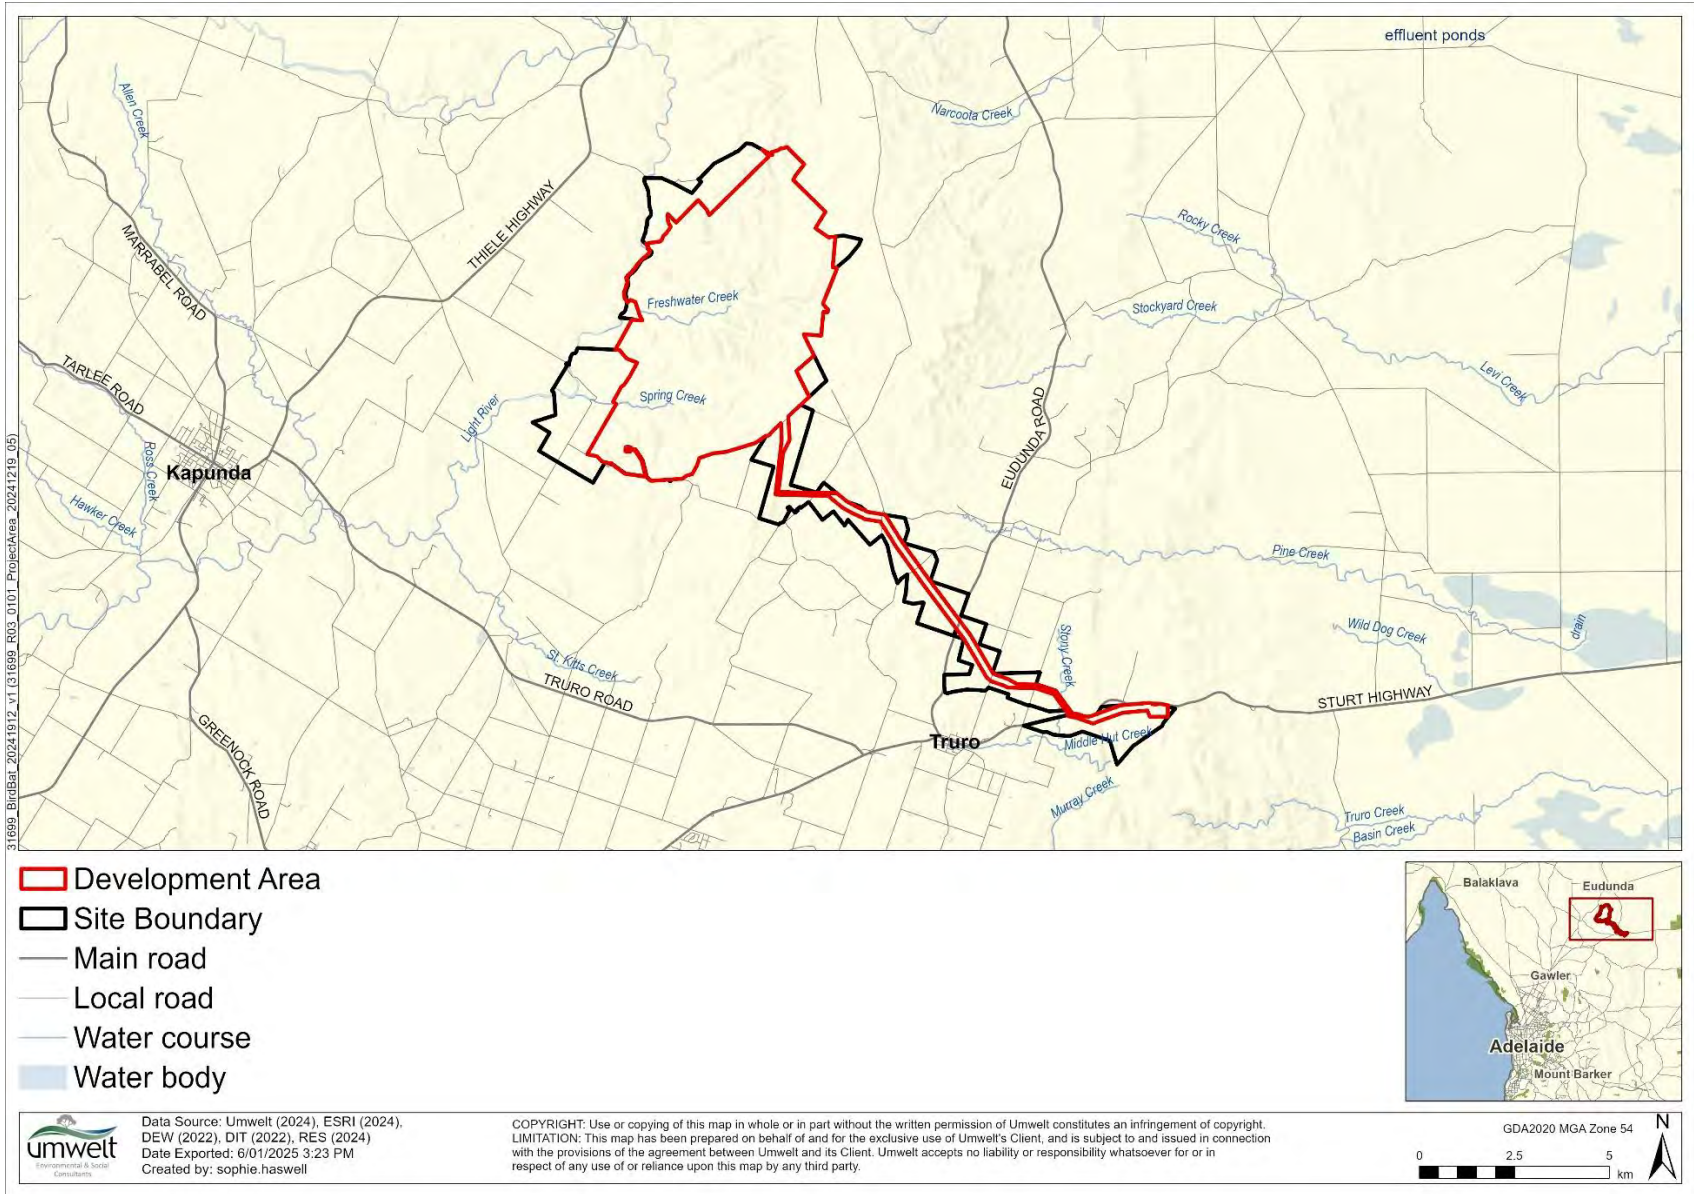 effluent ponds
Allen Creek
Narcoota Creek
THIELE HIGHWAY
MARRABEL ROAD
Rocky Creek
Freshwater Creek
Stockyard Creek
TARLEE ROAD
Levi Creek
Spring Creek
Light River
EUDUNDA ROAD
Ross Creek
Kapunda
Hawker Creek
Pine Creek
Wild Dog Creek
drain
Stony Creek
St. Kitts Creek
TRURO ROAD
STURT HIGHWAY
GREENOCK ROAD
Truro
Middle Hut Creek
Murray Creek
Truro Creek
Basin Creek
31699_BirdBat_20241912_v1 (31699_R03_0101_ProjectArea_20241219_05)
Development Area
Site Boundary
Main road
Local road
Water course
Water body
Balaklava
Eudunda
Gawler
Adelaide
Mount Barker
umwelt
Environmental & Social
Consultants
Data Source: Umwelt (2024), ESRI (2024),
DEW (2022), DIT (2022), RES (2024)
Date Exported: 6/01/2025 3:23 PM
Created by: sophie.haswell
COPYRIGHT: Use or copying of this map in whole or in part without the written permission of Umwelt constitutes an infringement of copyright.
LIMITATION: This map has been prepared on behalf of and for the exclusive use of Umwelt's Client, and is subject to and issued in connection
with the provisions of the agreement between Umwelt and its Client. Umwelt accepts no liability or responsibility whatsoever for or in
respect of any use of or reliance upon this map by any third party.
GDA2020 MGA Zone 54
N
0 2.5 5
km